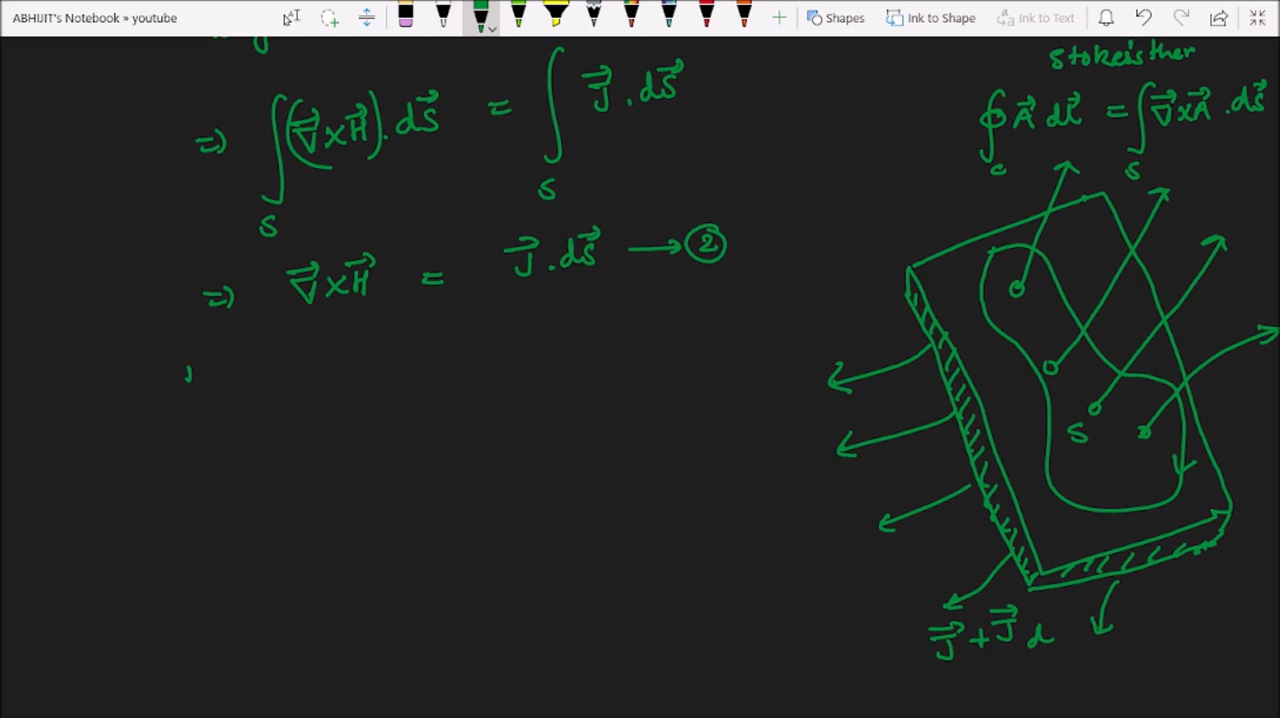 ABHIJIT's Notebook » youtube
Shapes
Ink to Shape
Ink to Text
Stoke's ther
⇒ ∫ (∇⃗×H⃗).dS⃗ = ∫ J⃗.dS⃗
S S
∮ A⃗ dl⃗ = ∫ ∇⃗×A⃗.dS⃗
c S
⇒ ∇⃗×H⃗ = J⃗.dS⃗ → ②
S
J⃗ + J⃗ d